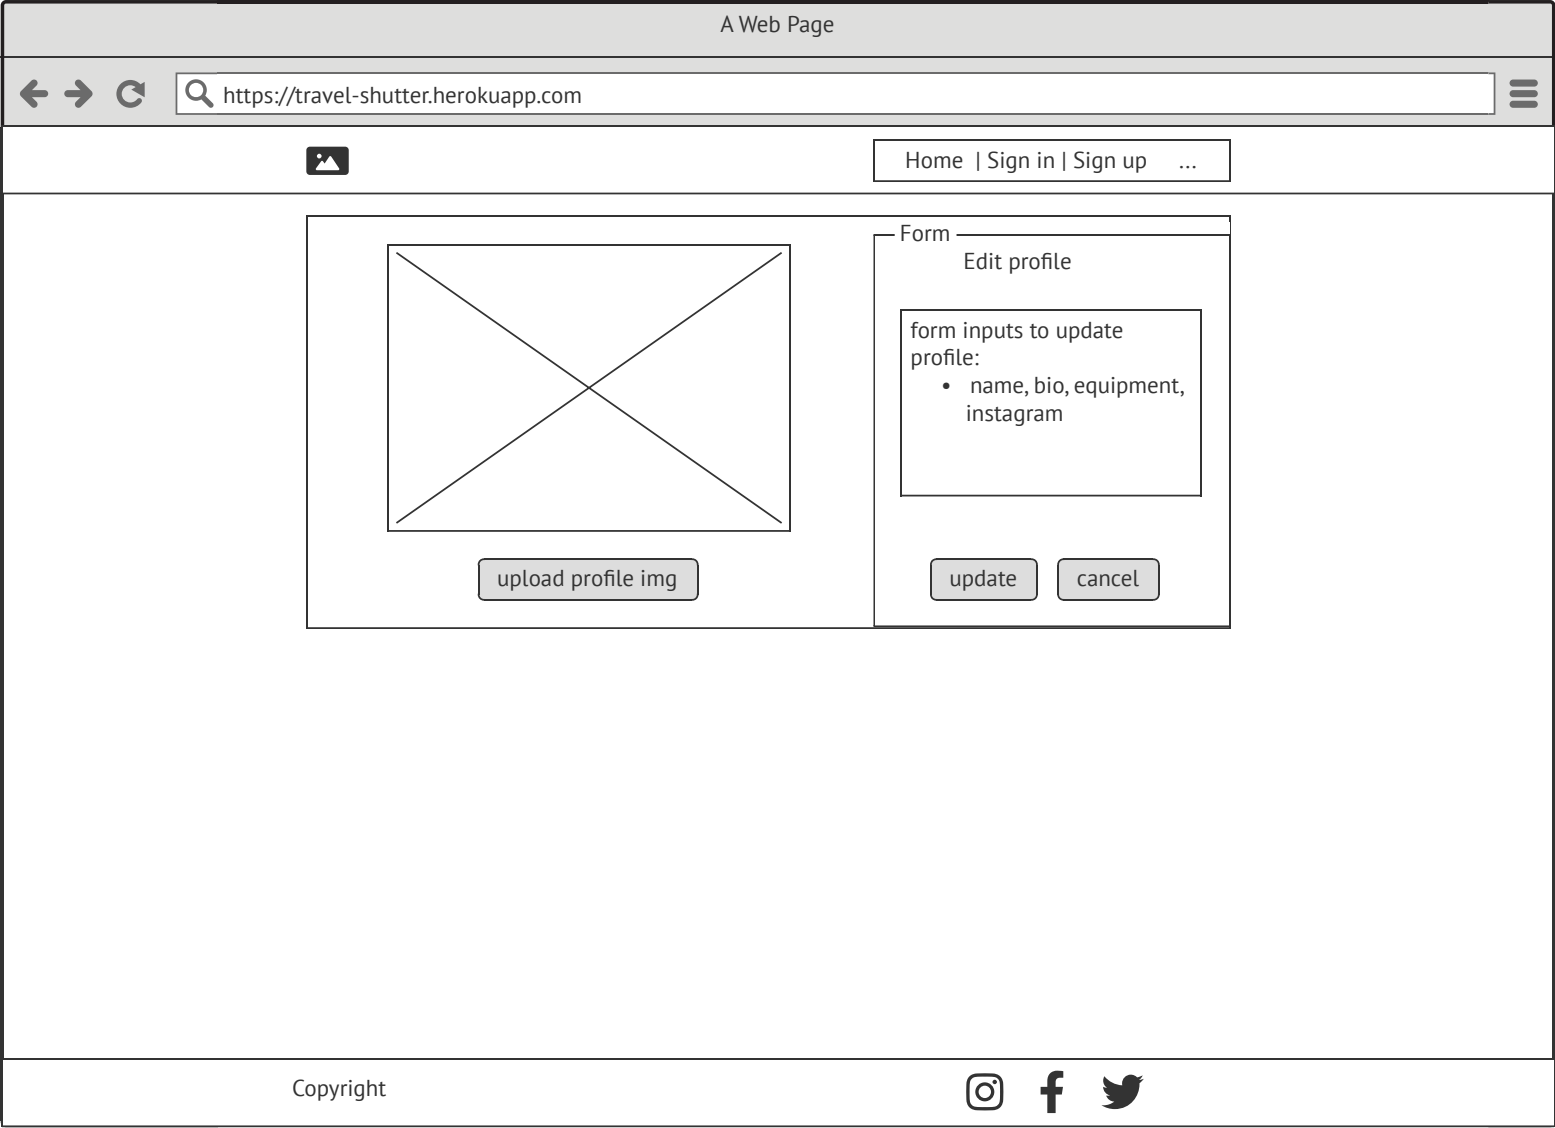 A Web Page
https://travel-shutter.herokuapp.com
Home | Sign in | Sign up ...
Form
Edit profile
form inputs to update
profile:
• name, bio, equipment,
instagram
upload profile img
update
cancel
Copyright